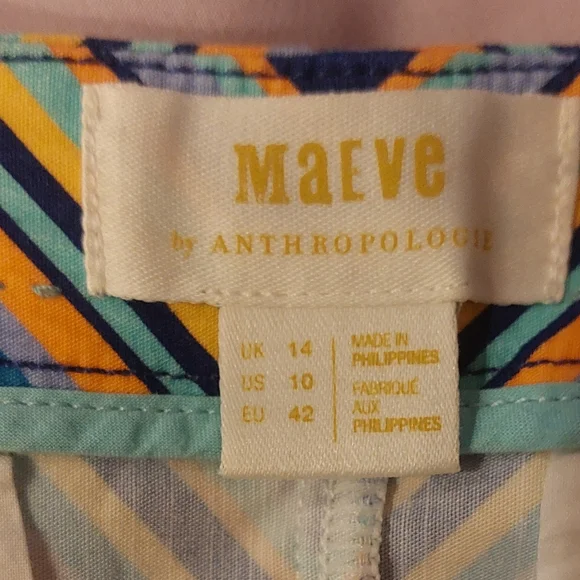 MaEve
by ANTHROPOLOGIE
UK 14
US 10
EU 42
MADE IN
PHILIPPINES
FABRIQUÉ
AUX
PHILIPPINES